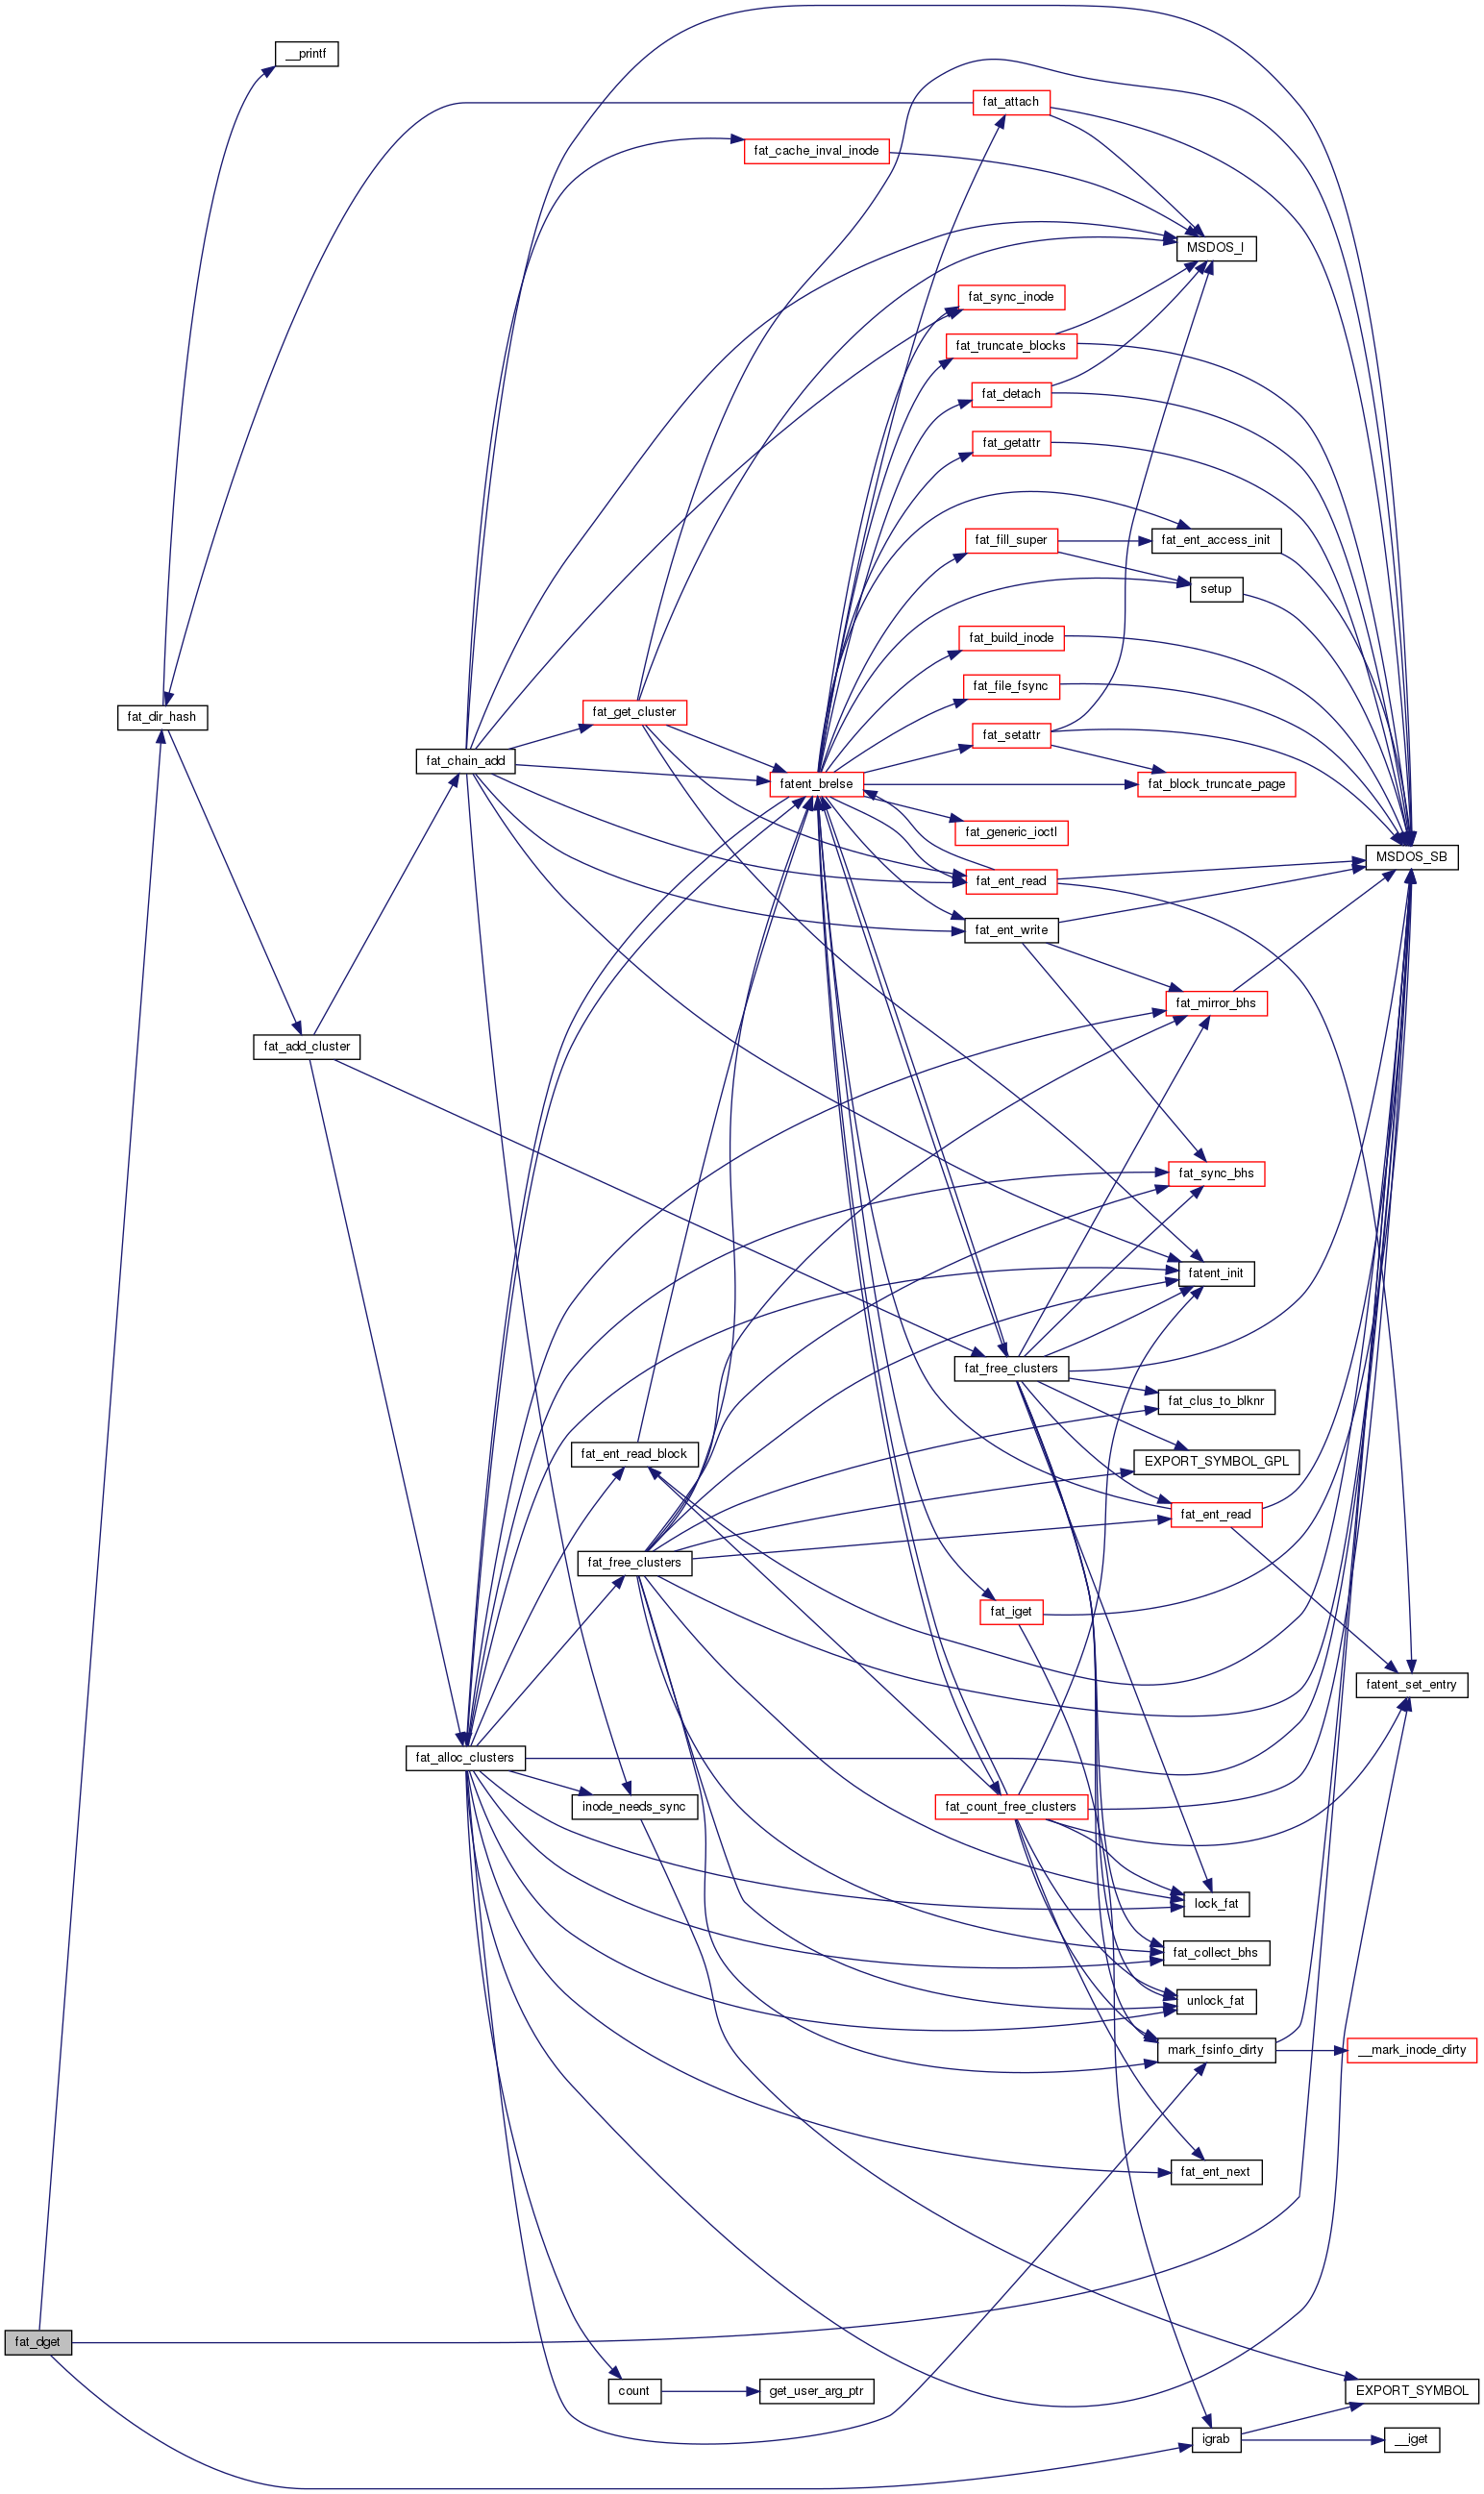 __printf
fat_attach
fat_cache_inval_inode
MSDOS_I
fat_sync_inode
fat_truncate_blocks
fat_detach
fat_getattr
fat_fill_super
fat_ent_access_init
setup
fat_build_inode
fat_file_fsync
fat_get_cluster
fat_dir_hash
fat_setattr
fat_chain_add
fatent_brelse
fat_block_truncate_page
fat_generic_ioctl
MSDOS_SB
fat_ent_read
fat_ent_write
fat_mirror_bhs
fat_add_cluster
fat_sync_bhs
fatent_init
fat_free_clusters
fat_clus_to_blknr
fat_ent_read_block
EXPORT_SYMBOL_GPL
fat_ent_read
fat_free_clusters
fat_iget
fatent_set_entry
fat_alloc_clusters
inode_needs_sync
fat_count_free_clusters
lock_fat
fat_collect_bhs
unlock_fat
mark_fsinfo_dirty
__mark_inode_dirty
fat_ent_next
fat_dget
count
get_user_arg_ptr
EXPORT_SYMBOL
igrab
__iget